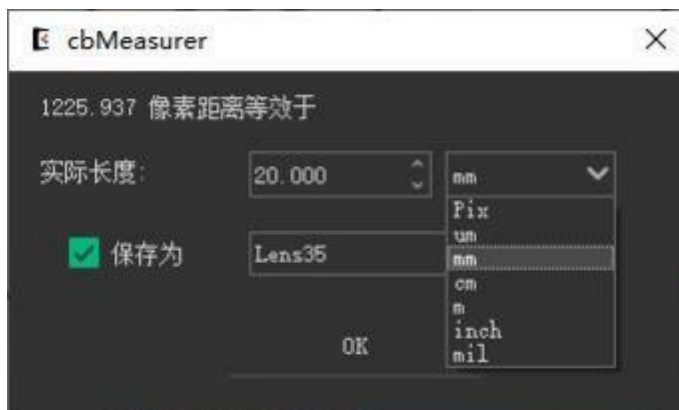 cbMeasurer
1225.937 像素距离等效于
实际长度: 20.000 mm
Pix
um
保存为 Lens35 mm
cm
m
inch
OK
mil